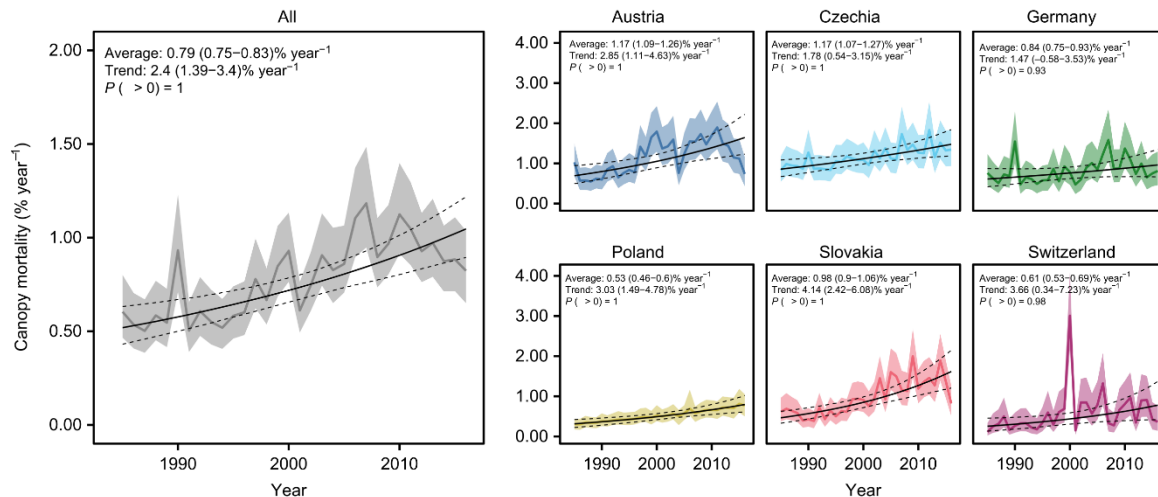 All
Average: 0.79 (0.75–0.83)% year−1
Trend: 2.4 (1.39–3.4)% year−1
P ( > 0) = 1
2.00
1.50
1.00
0.50
0.00
Canopy mortality (% year−1)
1990
2000
2010
Year
Austria
Average: 1.17 (1.09–1.26)% year−1
Trend: 2.85 (1.11–4.63)% year−1
P ( > 0) = 1
4.00
3.00
2.00
1.00
0.00
Czechia
Average: 1.17 (1.07–1.27)% year−1
Trend: 1.78 (0.54–3.15)% year−1
P ( > 0) = 1
Germany
Average: 0.84 (0.75–0.93)% year−1
Trend: 1.47 (–0.58–3.53)% year−1
P ( > 0) = 0.93
Poland
Average: 0.53 (0.46–0.6)% year−1
Trend: 3.03 (1.49–4.78)% year−1
P ( > 0) = 1
4.00
3.00
2.00
1.00
0.00
1990
2000
2010
Slovakia
Average: 0.98 (0.9–1.06)% year−1
Trend: 4.14 (2.42–6.08)% year−1
P ( > 0) = 1
1990
2000
2010
Switzerland
Average: 0.61 (0.53–0.69)% year−1
Trend: 3.66 (0.34–7.23)% year−1
P ( > 0) = 0.98
1990
2000
2010
Year